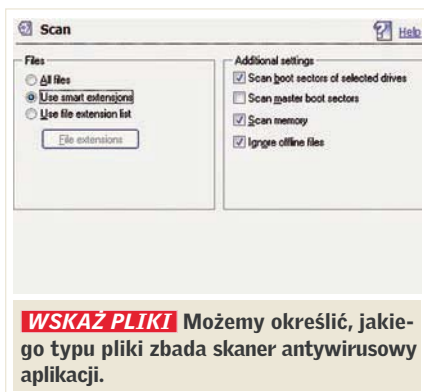 Scan
Help
Files
All files
Use smart extensions
Use file extension list
File extensions
Additional settings
Scan boot sectors of selected drives
Scan master boot sectors
Scan memory
Ignore offline files
WSKAŻ PLIKI Możemy określić, jakie-
go typu pliki zbada skaner antywirusowy
aplikacji.